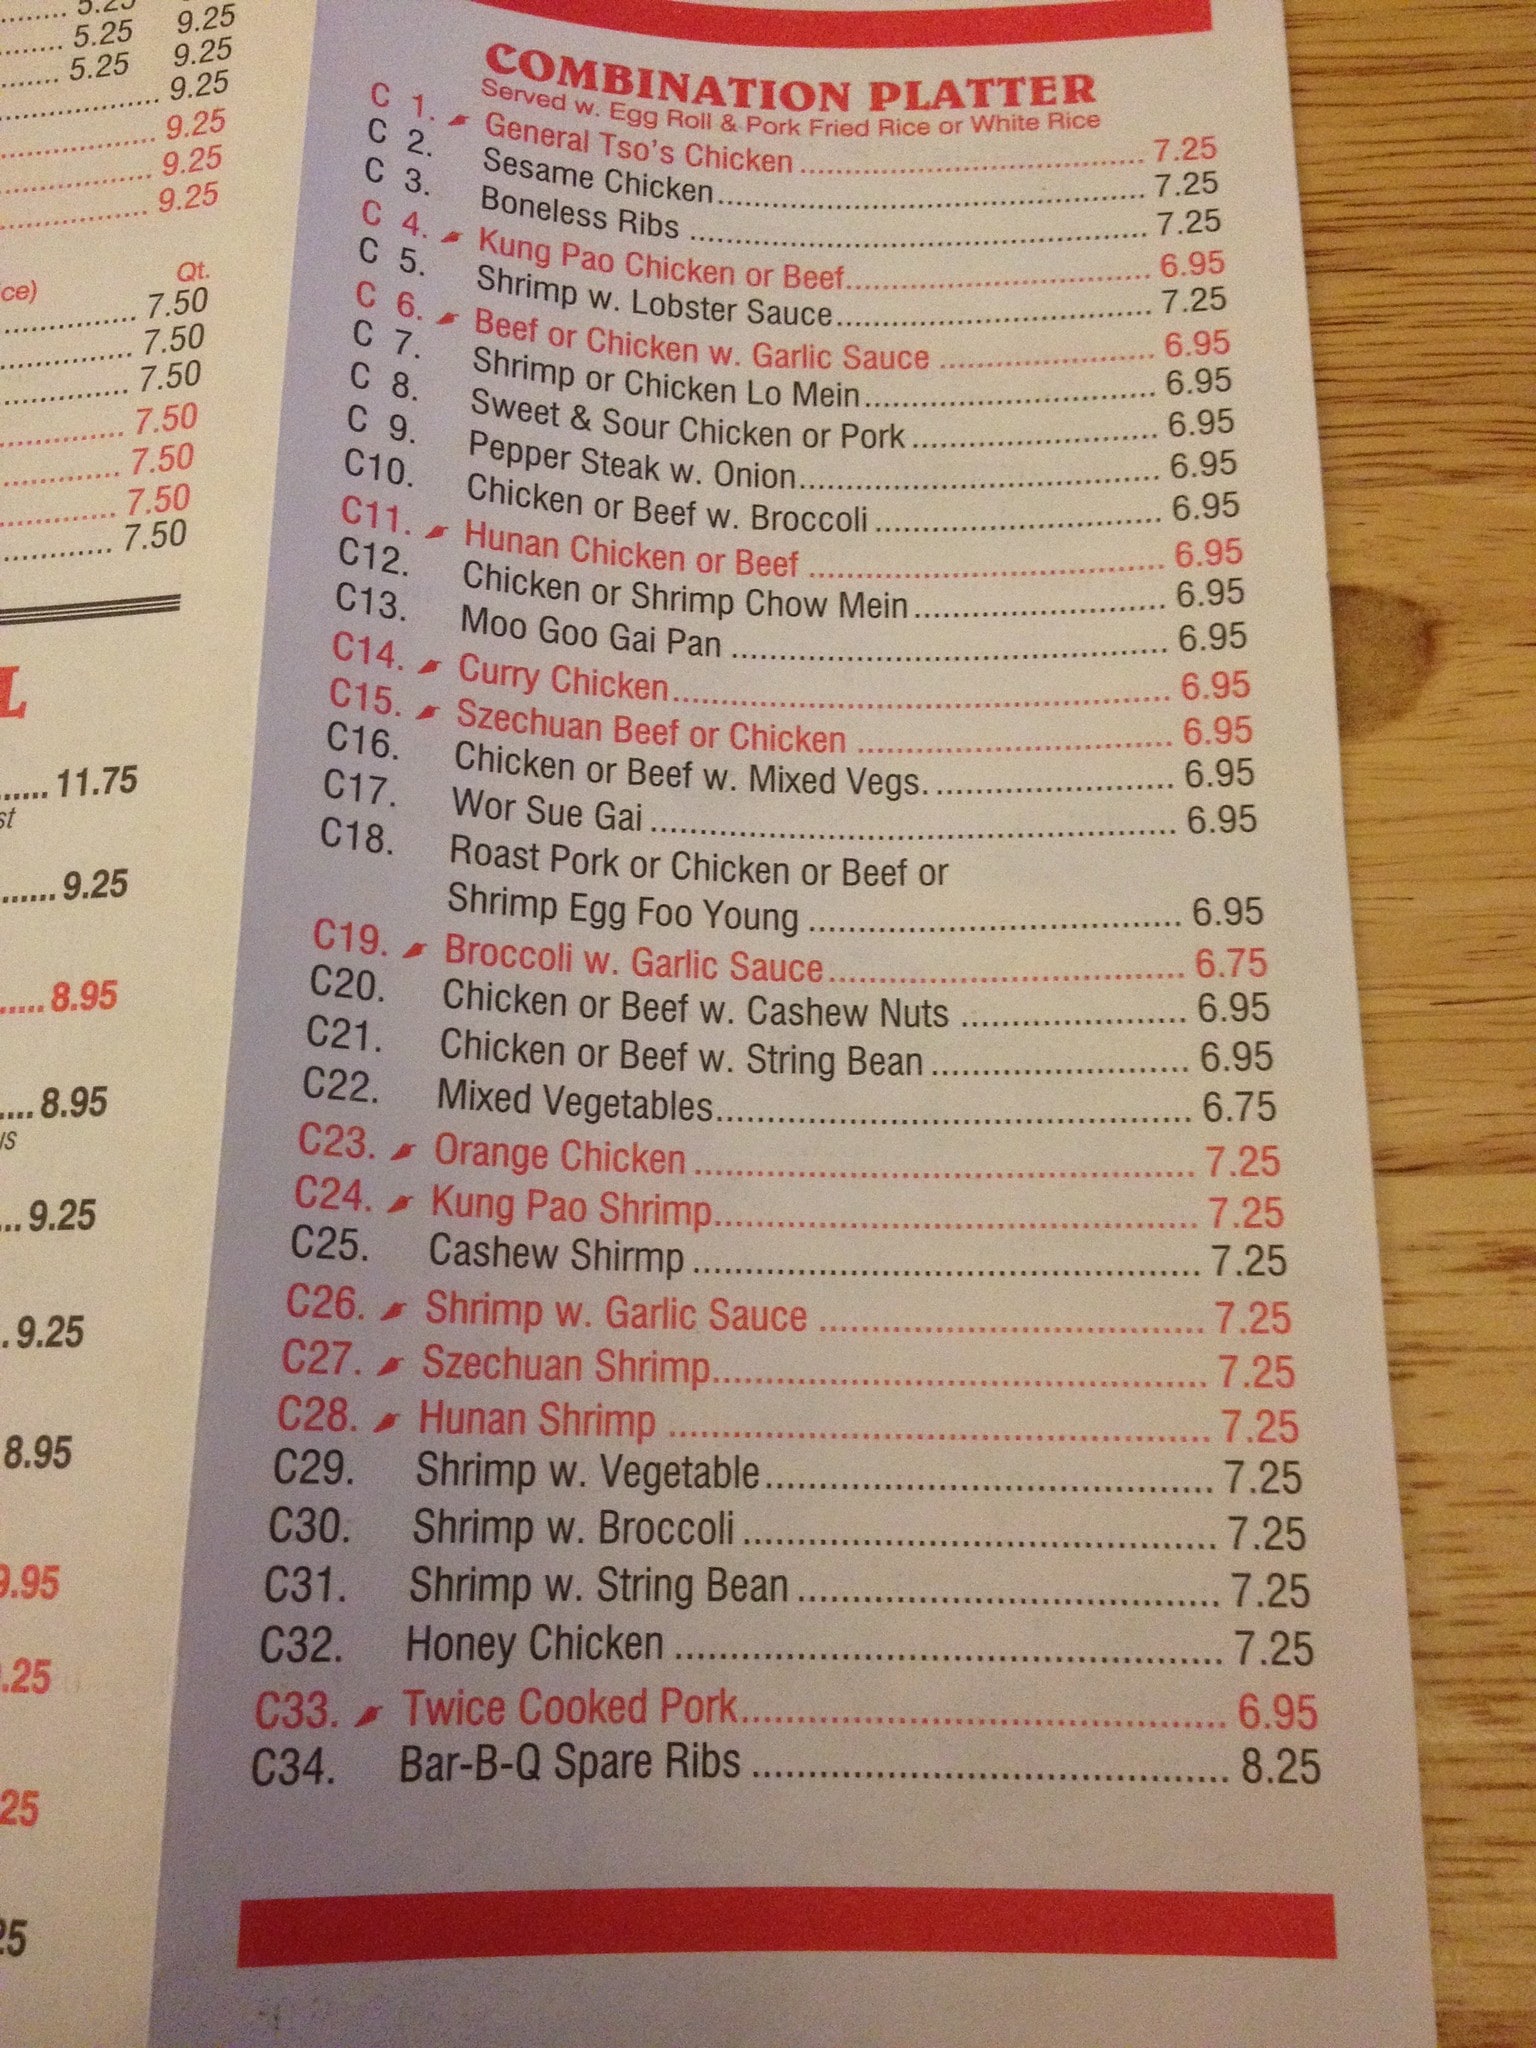 5.25
5.25 9.25
5.25 9.25
9.25
9.25
9.25
9.25
ce) Qt.
7.50
7.50
7.50
7.50
7.50
7.50
7.50
L
11.75
st
9.25
8.95
8.95
9.25
9.25
8.95
9.95
.25
25
25
COMBINATION PLATTER
Served w. Egg Roll & Pork Fried Rice or White Rice
C 1. General Tso's Chicken 7.25
C 2. Sesame Chicken 7.25
C 3. Boneless Ribs 7.25
C 4. Kung Pao Chicken or Beef 6.95
C 5. Shrimp w. Lobster Sauce 7.25
C 6. Beef or Chicken w. Garlic Sauce 6.95
C 7. Shrimp or Chicken Lo Mein 6.95
C 8. Sweet & Sour Chicken or Pork 6.95
C 9. Pepper Steak w. Onion 6.95
C10. Chicken or Beef w. Broccoli 6.95
C11. Hunan Chicken or Beef 6.95
C12. Chicken or Shrimp Chow Mein 6.95
C13. Moo Goo Gai Pan 6.95
C14. Curry Chicken 6.95
C15. Szechuan Beef or Chicken 6.95
C16. Chicken or Beef w. Mixed Vegs. 6.95
C17. Wor Sue Gai 6.95
C18. Roast Pork or Chicken or Beef or
Shrimp Egg Foo Young 6.95
C19. Broccoli w. Garlic Sauce 6.75
C20. Chicken or Beef w. Cashew Nuts 6.95
C21. Chicken or Beef w. String Bean 6.95
C22. Mixed Vegetables 6.75
C23. Orange Chicken 7.25
C24. Kung Pao Shrimp 7.25
C25. Cashew Shirmp 7.25
C26. Shrimp w. Garlic Sauce 7.25
C27. Szechuan Shrimp 7.25
C28. Hunan Shrimp 7.25
C29. Shrimp w. Vegetable 7.25
C30. Shrimp w. Broccoli 7.25
C31. Shrimp w. String Bean 7.25
C32. Honey Chicken 7.25
C33. Twice Cooked Pork 6.95
C34. Bar-B-Q Spare Ribs 8.25